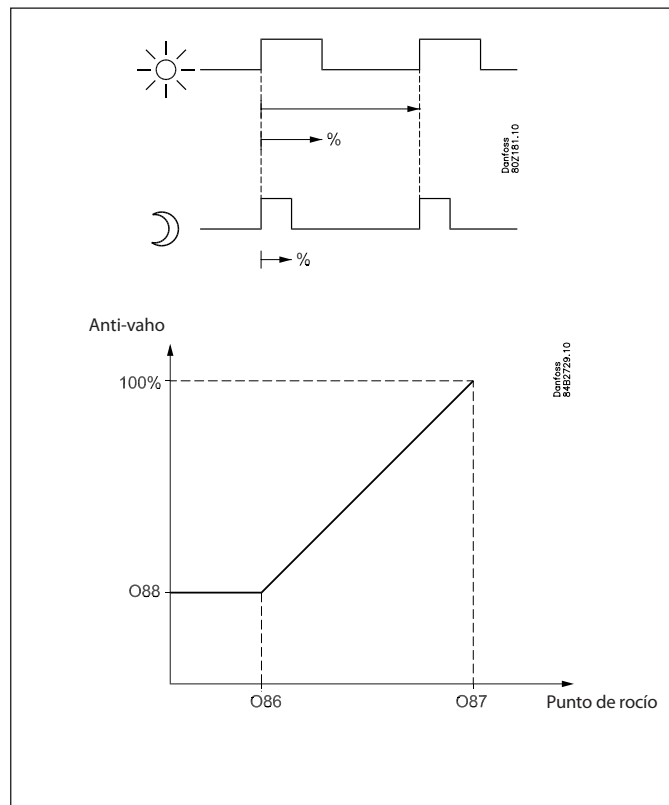 %
Danfoss
80Z181.10
%
Anti-vaho
Danfoss
84B2729.10
100%
O88
O86
O87
Punto de rocío